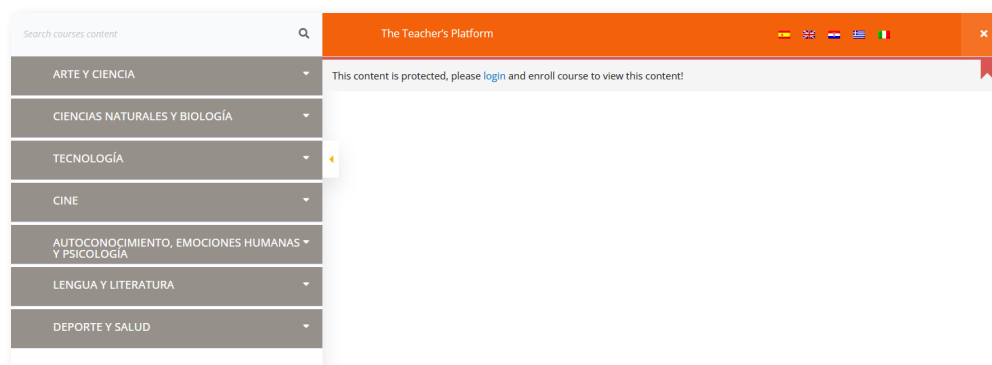 Search courses content
The Teacher's Platform
ARTE Y CIENCIA
This content is protected, please login and enroll course to view this content!
CIENCIAS NATURALES Y BIOLOGÍA
TECNOLOGÍA
CINE
AUTOCONOCIMIENTO, EMOCIONES HUMANAS
Y PSICOLOGÍA
LENGUA Y LITERATURA
DEPORTE Y SALUD